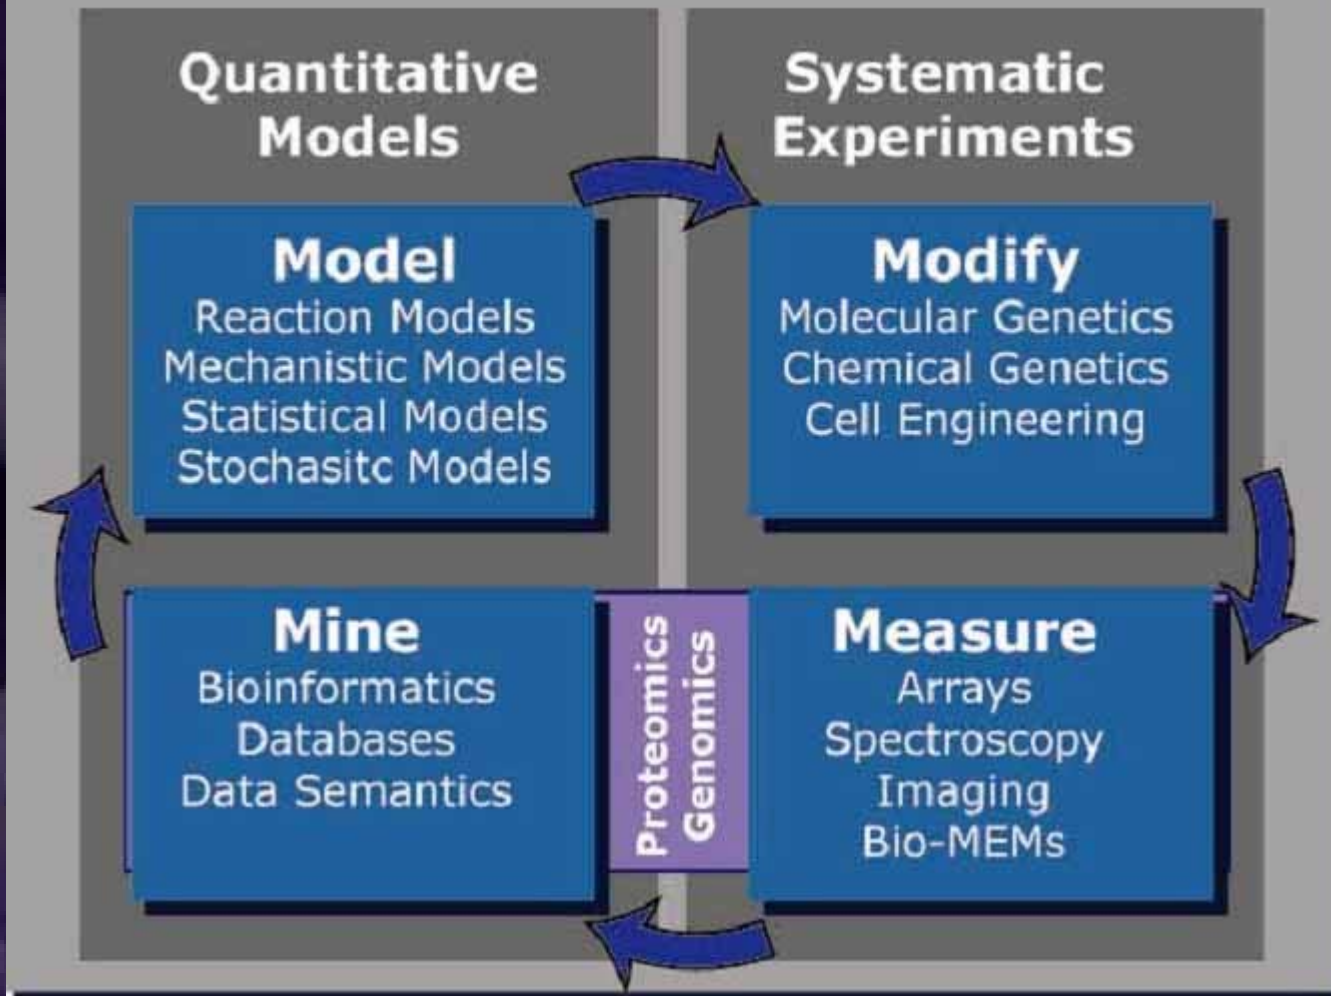 Quantitative
Models
Systematic
Experiments
Model
Reaction Models
Mechanistic Models
Statistical Models
Stochasitc Models
Modify
Molecular Genetics
Chemical Genetics
Cell Engineering
Mine
Bioinformatics
Databases
Data Semantics
Proteomics
Genomics
Measure
Arrays
Spectroscopy
Imaging
Bio-MEMs